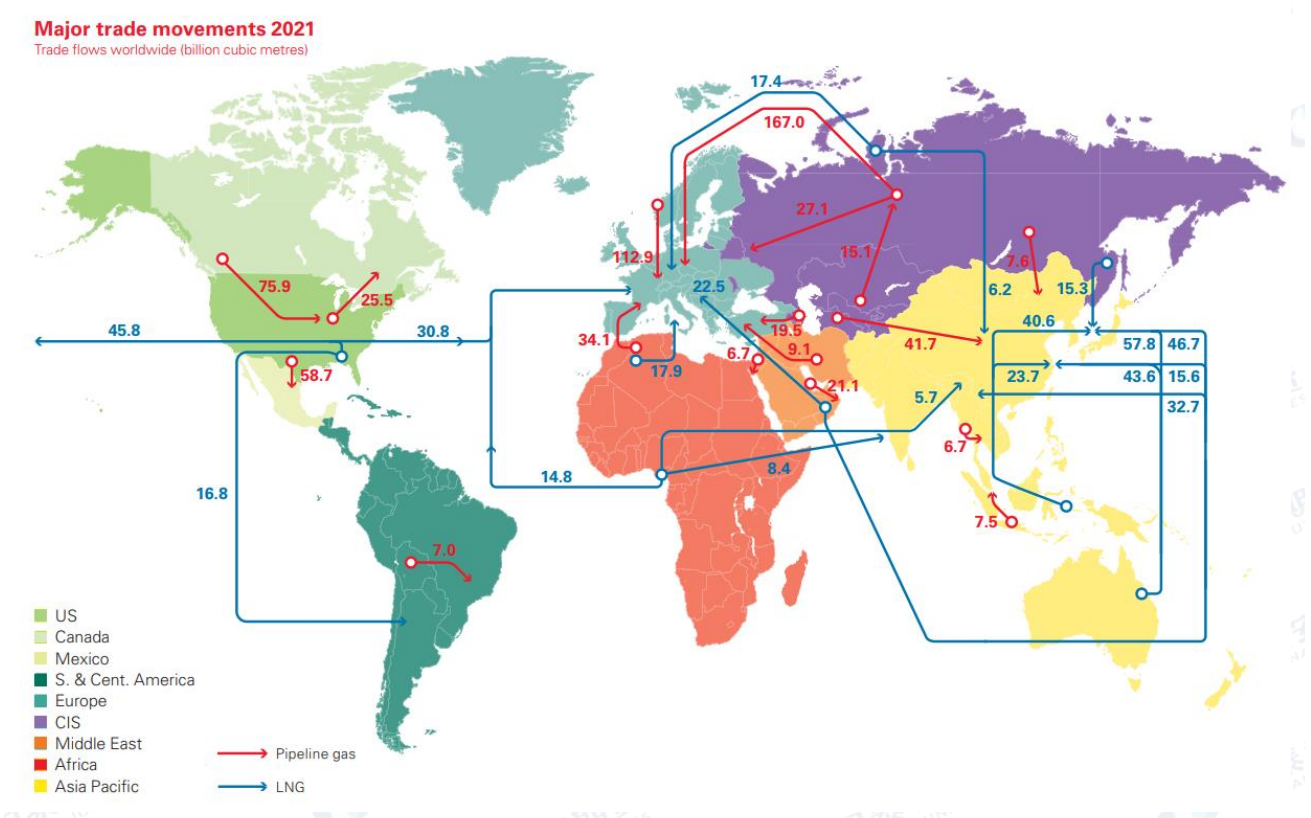 Major trade movements 2021
Trade flows worldwide (billion cubic metres)
17.4
167.0
27.1
15.1
112.9
7.6
75.9
25.5
22.5
6.2
15.3
45.8
30.8
40.6
34.1
19.5
41.7
57.8
46.7
6.7
9.1
58.7
17.9
21.1
23.7
43.6
15.6
5.7
32.7
6.7
14.8
8.4
16.8
7.5
7.0
US
Canada
Mexico
S. & Cent. America
Europe
CIS
Middle East
Pipeline gas
Africa
Asia Pacific
LNG